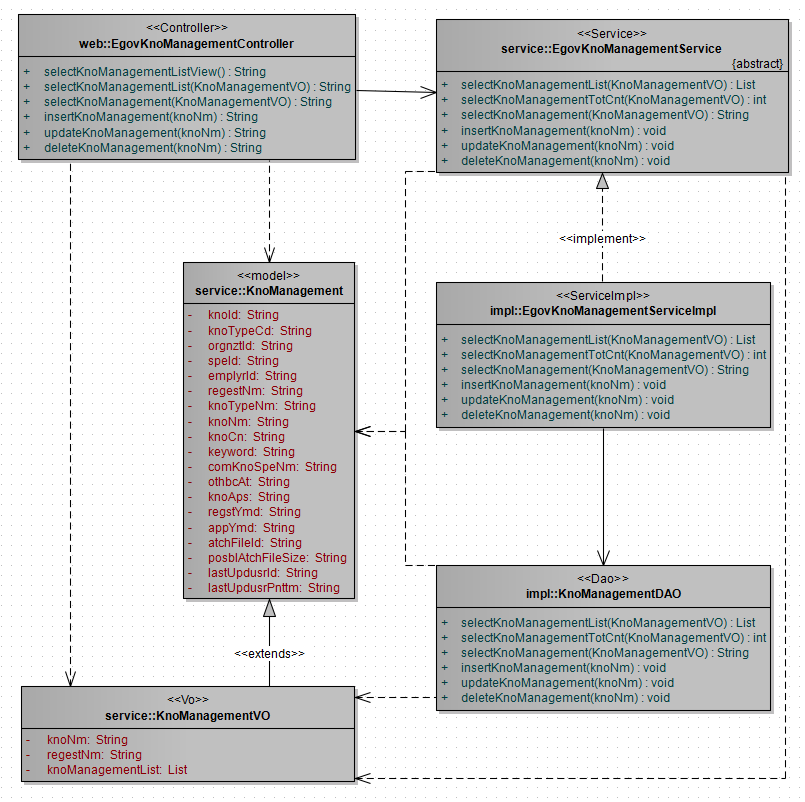 <<Controller>>
web::EgovKnoManagementController
+ selectKnoManagementListView() : String
+ selectKnoManagementList(KnoManagementVO) : String
+ selectKnoManagement(KnoManagementVO) : String
+ insertKnoManagement(knoNm) : String
+ updateKnoManagement(knoNm) : String
+ deleteKnoManagement(knoNm) : String
<<Service>>
service::EgovKnoManagementService
{abstract}
+ selectKnoManagementList(KnoManagementVO) : List
+ selectKnoManagementTotCnt(KnoManagementVO) : int
+ selectKnoManagement(KnoManagementVO) : String
+ insertKnoManagement(knoNm) : void
+ updateKnoManagement(knoNm) : void
+ deleteKnoManagement(knoNm) : void
<<implement>>
<<model>>
service::KnoManagement
- knoId: String
- knoTypeCd: String
- orgnztId: String
- speId: String
- emplyrId: String
- regestNm: String
- knoTypeNm: String
- knoNm: String
- knoCn: String
- keyword: String
- comKnoSpeNm: String
- othbcAt: String
- knoAps: String
- regstYmd: String
- appYmd: String
- atchFileId: String
- posblAtchFileSize: String
- lastUpdusrId: String
- lastUpdusrPnttm: String
<<ServiceImpl>>
impl::EgovKnoManagementServiceImpl
+ selectKnoManagementList(KnoManagementVO) : List
+ selectKnoManagementTotCnt(KnoManagementVO) : int
+ selectKnoManagement(KnoManagementVO) : String
+ insertKnoManagement(knoNm) : void
+ updateKnoManagement(knoNm) : void
+ deleteKnoManagement(knoNm) : void
<<Dao>>
impl::KnoManagementDAO
+ selectKnoManagementList(KnoManagementVO) : List
+ selectKnoManagementTotCnt(KnoManagementVO) : int
+ selectKnoManagement(KnoManagementVO) : String
+ insertKnoManagement(knoNm) : void
+ updateKnoManagement(knoNm) : void
+ deleteKnoManagement(knoNm) : void
<<extends>>
<<Vo>>
service::KnoManagementVO
- knoNm: String
- regestNm: String
- knoManagementList: List